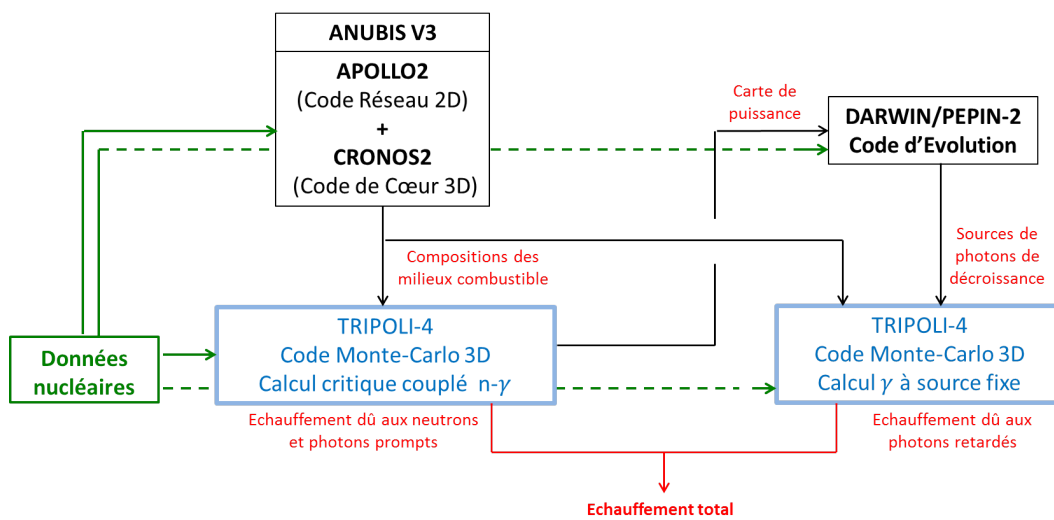 ANUBIS V3
APOLLO2
(Code Réseau 2D)
+
CRONOS2
(Code de Cœur 3D)
Carte de
puissance
DARWIN/PEPIN-2
Code d’Evolution
Compositions des
milieux combustible
Sources de
photons de
décroissance
Données
nucléaires
TRIPOLI-4
Code Monte-Carlo 3D
Calcul critique couplé n-γ
TRIPOLI-4
Code Monte-Carlo 3D
Calcul γ à source fixe
Echauffement dû aux neutrons
et photons prompts
Echauffement dû aux
photons retardés
Echauffement total